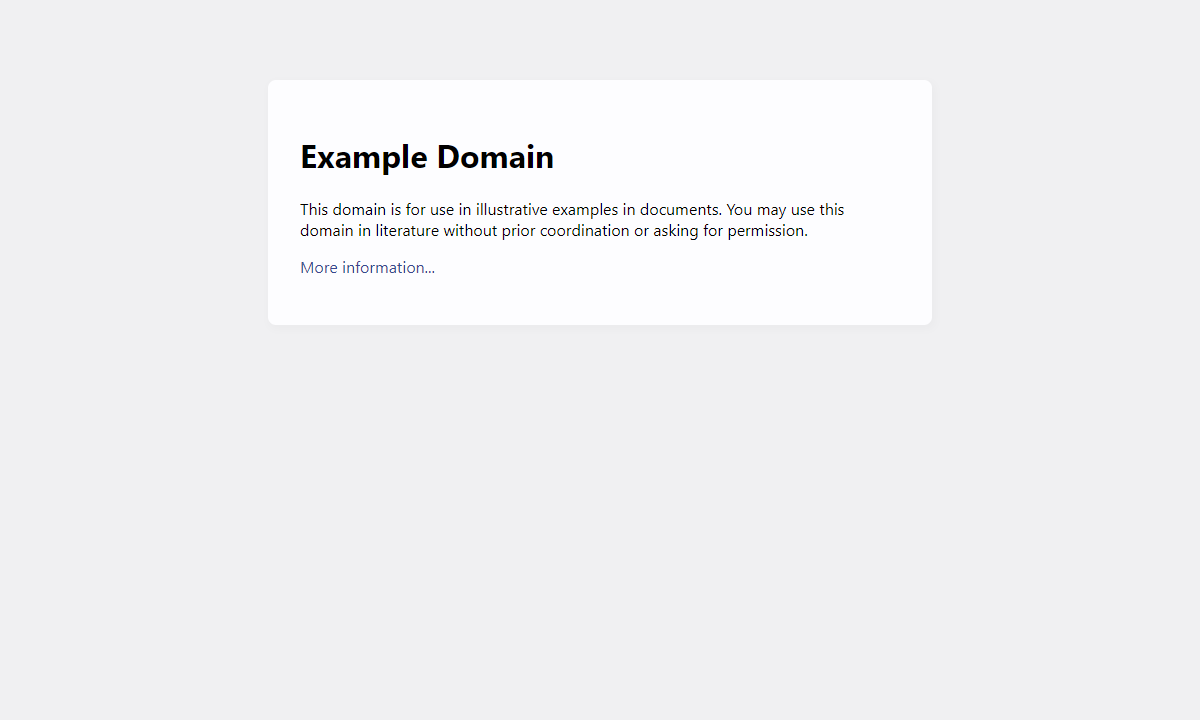 Example Domain
This domain is for use in illustrative examples in documents. You may use this
domain in literature without prior coordination or asking for permission.
More information...